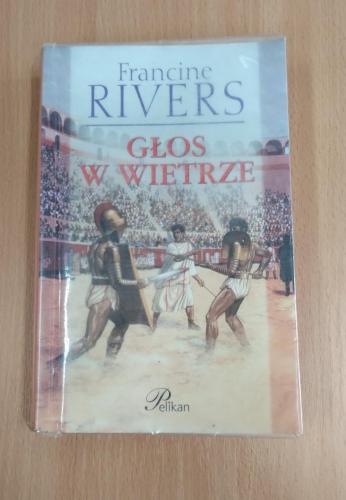 Francine
RIVERS
GŁOS
W WIETRZE
Pelikan